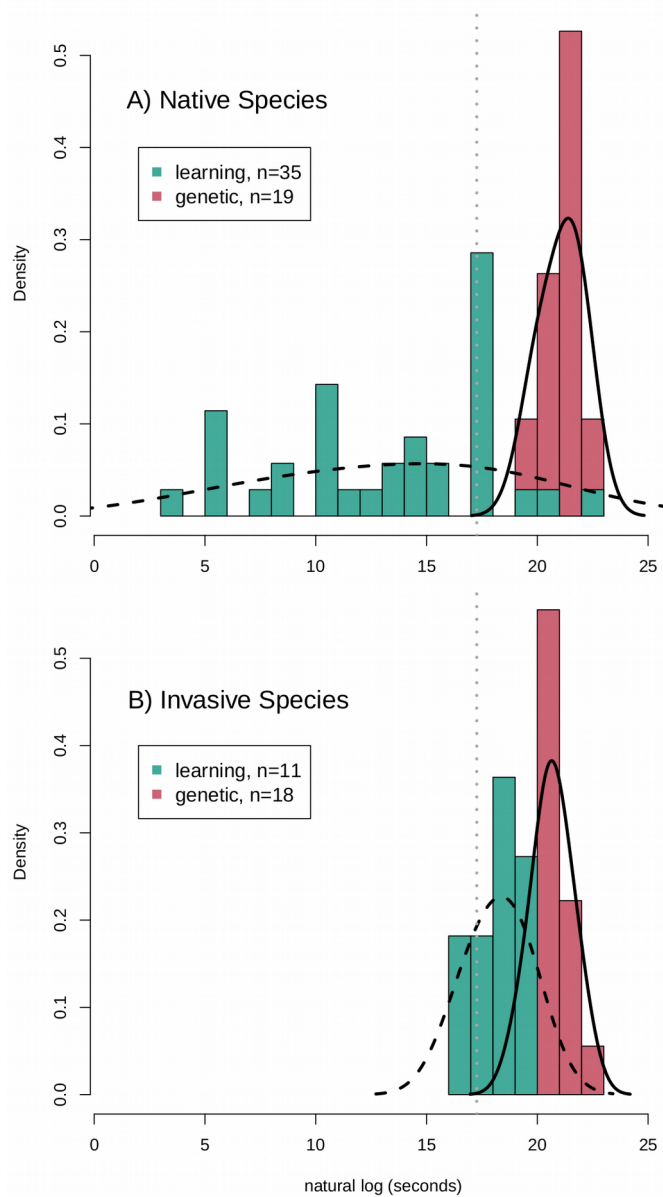 A) Native Species
learning, n=35
genetic, n=19
Density
0.0
0.1
0.2
0.3
0.4
0.5
0
5
10
15
20
25
B) Invasive Species
learning, n=11
genetic, n=18
Density
0.0
0.1
0.2
0.3
0.4
0.5
0
5
10
15
20
25
natural log (seconds)